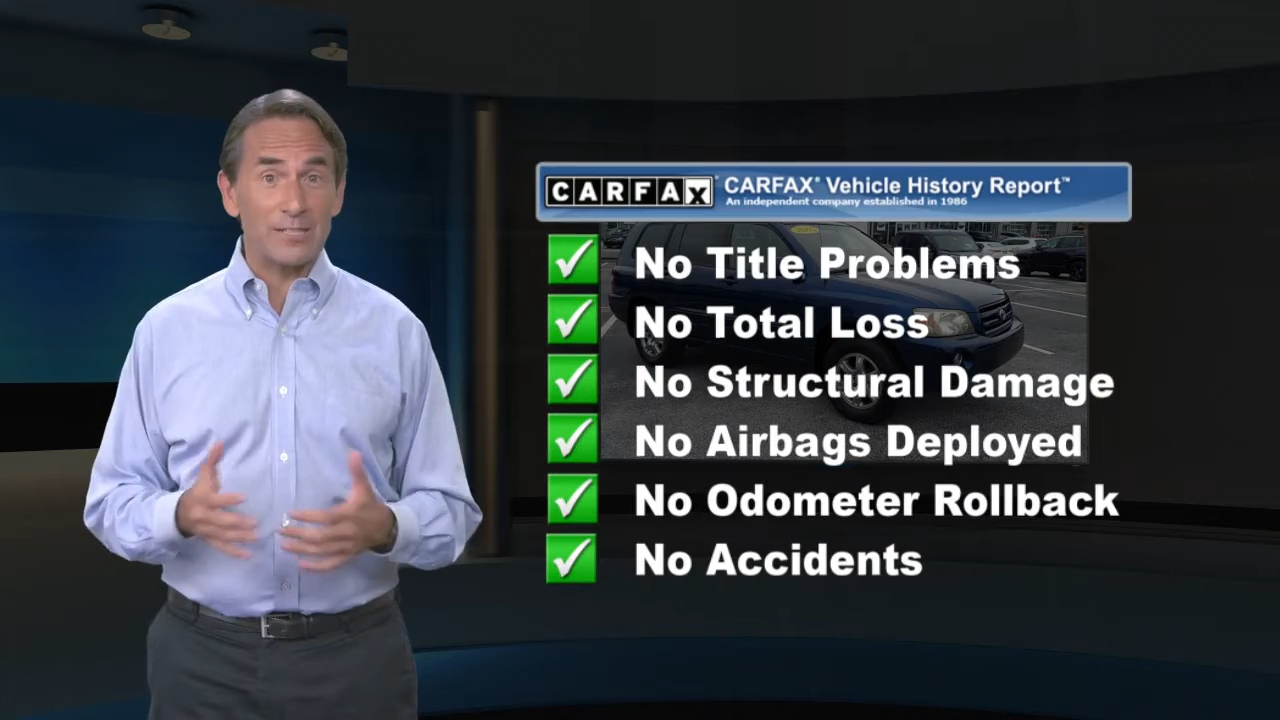 CARFAX CARFAX® Vehicle History Report™
An independent company established in 1986
No Title Problems
No Total Loss
No Structural Damage
No Airbags Deployed
No Odometer Rollback
No Accidents